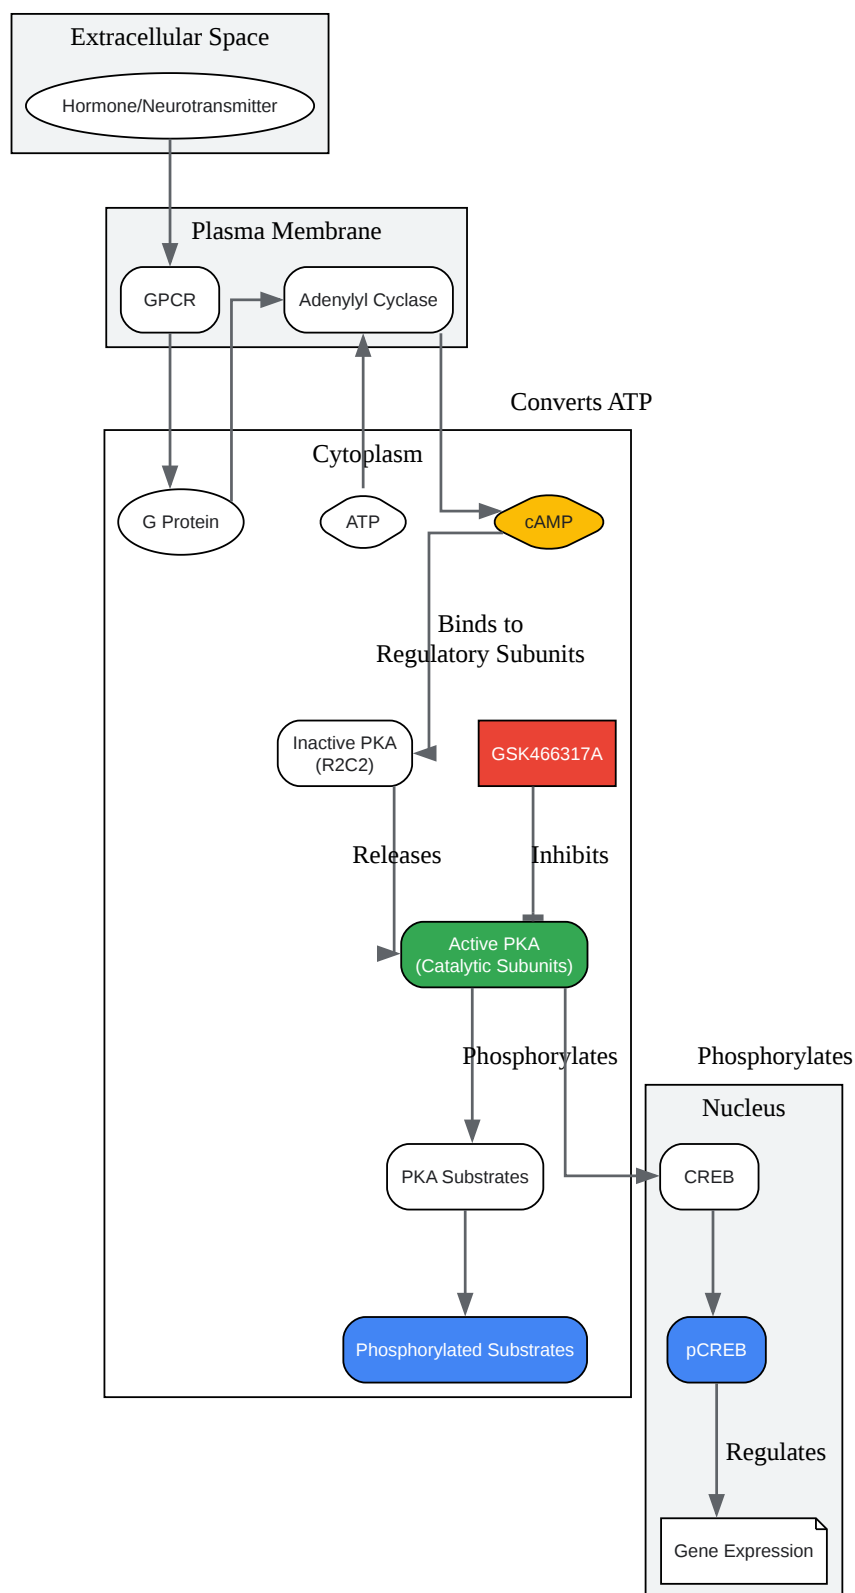 Extracellular Space
Hormone/Neurotransmitter
Plasma Membrane
GPCR
Adenylyl Cyclase
Converts ATP
Cytoplasm
G Protein
ATP
cAMP
Binds to
Regulatory Subunits
Inactive PKA
(R2C2)
GSK466317A
Releases
Inhibits
Active PKA
(Catalytic Subunits)
Phosphorylates
Phosphorylates
Nucleus
PKA Substrates
CREB
Phosphorylated Substrates
pCREB
Regulates
Gene Expression